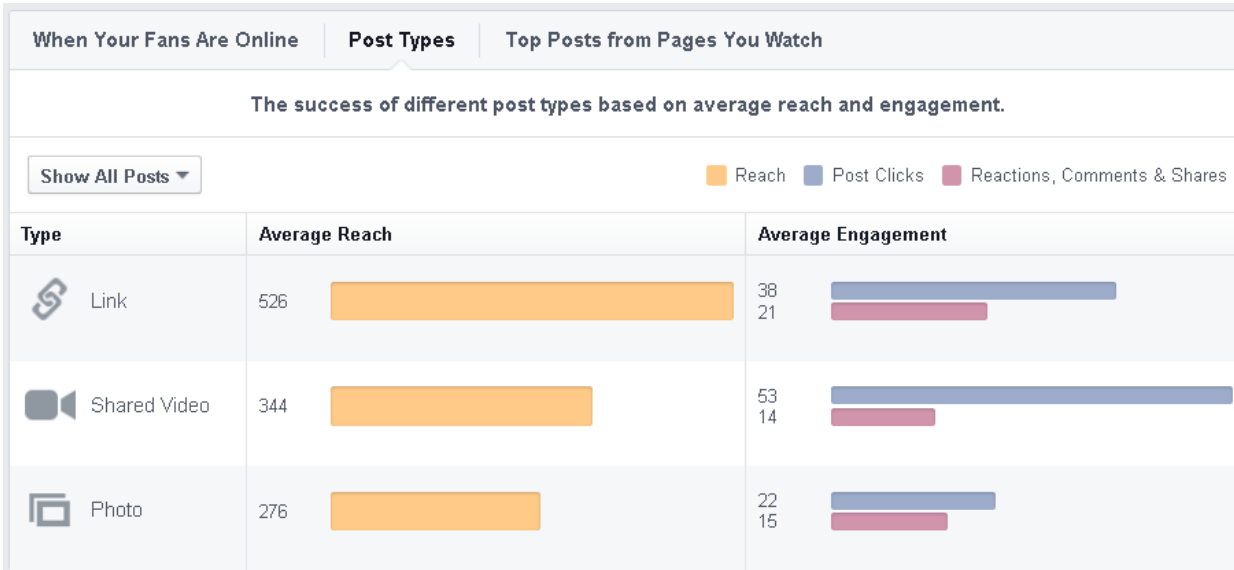 When Your Fans Are Online Post Types Top Posts from Pages You Watch
The success of different post types based on average reach and engagement.
Show All Posts Reach Post Clicks Reactions, Comments & Shares
Type Average Reach Average Engagement
Link 526 38
21
Shared Video 344 53
14
Photo 276 22
15